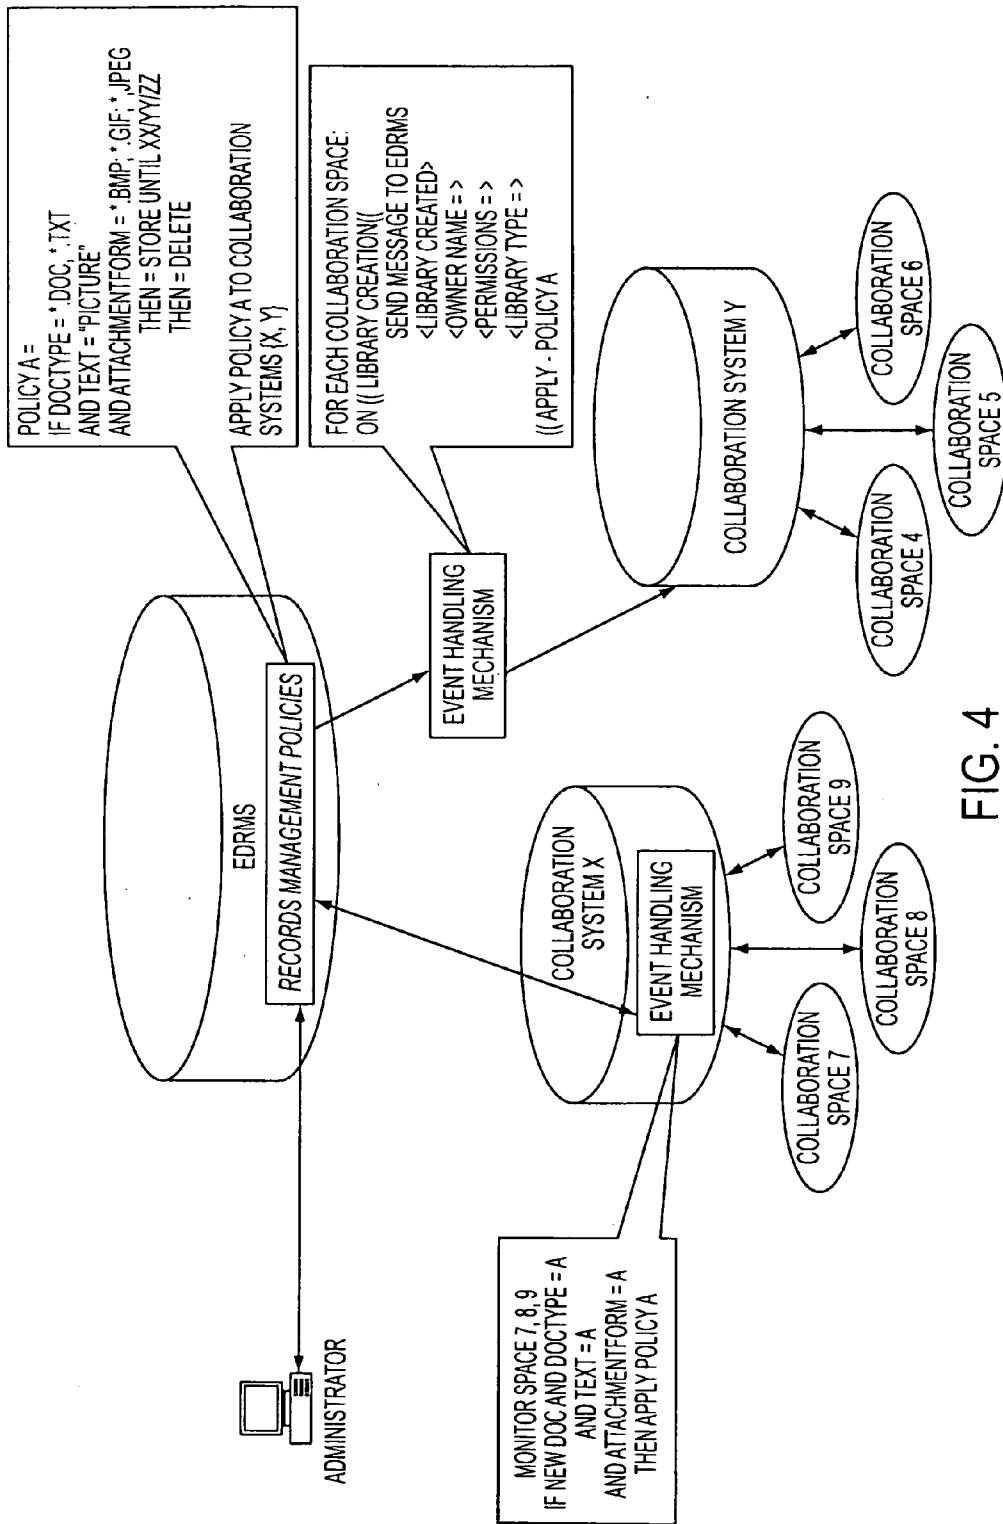 POLICY A =
IF DOCTYPE = *.DOC, *.TXT
AND TEXT = "PICTURE"
AND ATTACHMENTFORM = *.BMP; *.GIF; *.JPEG
THEN = STORE UNTIL XX/YY/ZZ
THEN = DELETE
APPLY POLICY A TO COLLABORATION
SYSTEMS {X, Y}
FOR EACH COLLABORATION SPACE:
ON (( LIBRARY CREATION((
SEND MESSAGE TO EDRMS
<LIBRARY CREATED>
<OWNER NAME = >
<PERMISSIONS = >
<LIBRARY TYPE = >
(( APPLY - POLICY A
EDRMS
RECORDS MANAGEMENT POLICIES
EVENT HANDLING
MECHANISM
ADMINISTRATOR
COLLABORATION
SYSTEM X
EVENT HANDLING
MECHANISM
COLLABORATION SYSTEM Y
MONITOR SPACE 7, 8, 9
IF NEW DOC AND DOCTYPE = A
AND TEXT = A
AND ATTACHMENTFORM = A
THEN APPLY POLICY A
COLLABORATION
SPACE 7
COLLABORATION
SPACE 8
COLLABORATION
SPACE 9
COLLABORATION
SPACE 4
COLLABORATION
SPACE 5
COLLABORATION
SPACE 6
FIG. 4